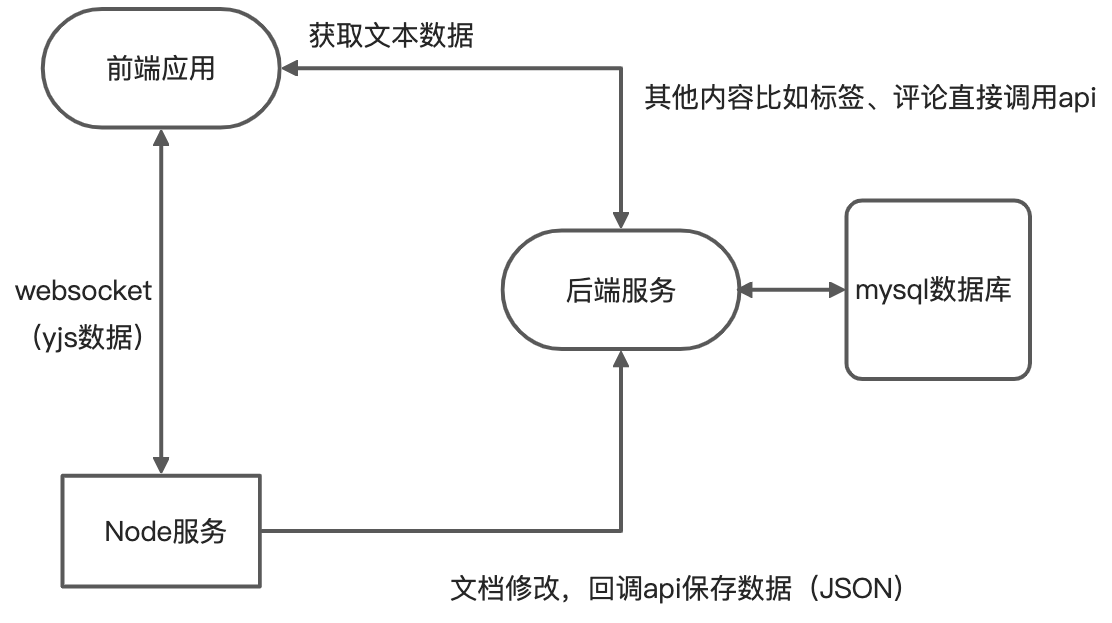 获取文本数据
前端应用
其他内容比如标签、评论直接调用api
websocket
（yjs数据）
后端服务
mysql数据库
Node服务
文档修改，回调api保存数据（JSON）